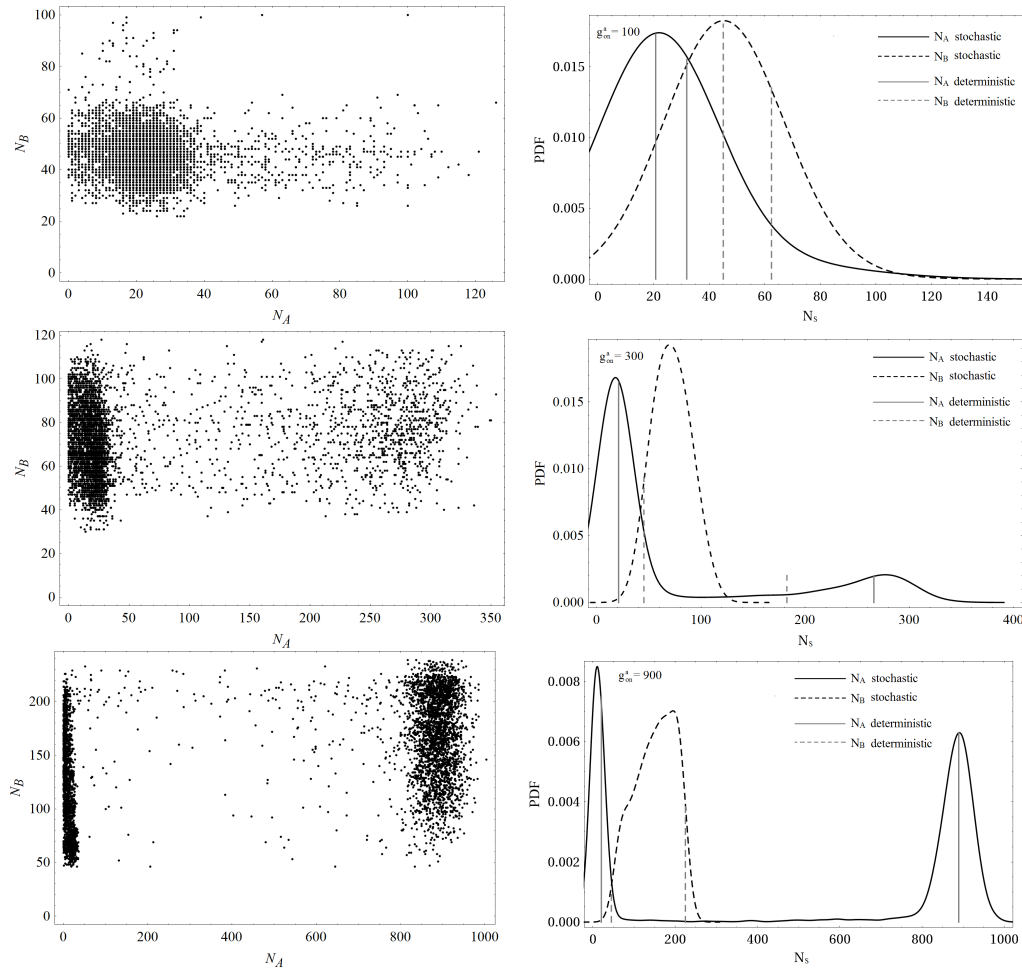 100
80
60
40
20
0
N_B
0 20 40 60 80 100 120
N_A
g_on^a = 100
N_A stochastic
N_B stochastic
N_A deterministic
N_B deterministic
0.015
0.010
0.005
0.000
PDF
0 20 40 60 80 100 120 150
N_s
120
100
80
60
40
20
0
N_B
0 50 100 150 200 250 300 350
N_A
g_on^a = 300
N_A stochastic
N_B stochastic
N_A deterministic
N_B deterministic
0.015
0.010
0.005
0.000
PDF
0 100 200 300 400
N_s
200
150
100
50
0
N_B
0 200 400 600 800 1000
N_A
g_on^a = 900
N_A stochastic
N_B stochastic
N_A deterministic
N_B deterministic
0.008
0.006
0.004
0.002
0.000
PDF
0 200 400 600 800 1000
N_s